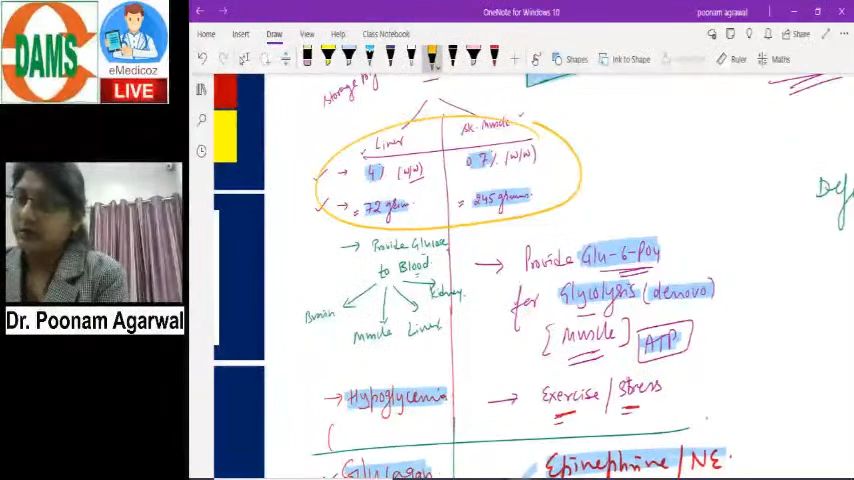 OneNote for Windows 10
poonam agrawal
Home Insert Draw View Help Class Notebook
Share
Shapes Ink to Shape Ruler Maths
DAMS
eMedicoz
LIVE
Dr. Poonam Agarwal
Liver
Sk. Muscle
→ 4% (w/w)
0.7% (w/w)
→ = 72 gram
= 245 grams
→ Provide Glucose
to Blood.
Brain
Muscle
Liver
Kidney.
→ Provide Glu-6-Po4
for Glycolysis (denovo)
[Muscle] ATP
→ Hypoglycemia
→ Exercise/Stress
Glucagon
Epinephrine/NE.